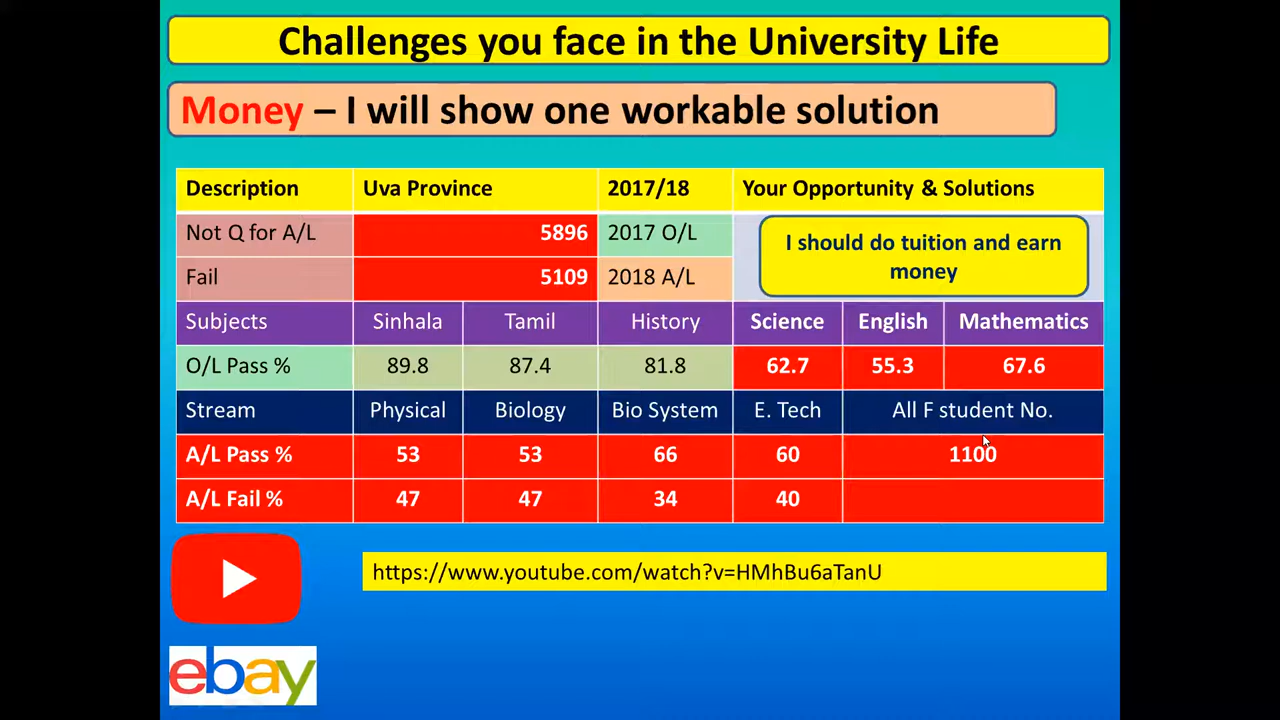 Challenges you face in the University Life
Money – I will show one workable solution
Description Uva Province 2017/18 Your Opportunity & Solutions
Not Q for A/L 5896 2017 O/L
I should do tuition and earn
money
Fail 5109 2018 A/L
Subjects Sinhala Tamil History Science English Mathematics
O/L Pass % 89.8 87.4 81.8 62.7 55.3 67.6
Stream Physical Biology Bio System E. Tech All F student No.
A/L Pass % 53 53 66 60 1100
A/L Fail % 47 47 34 40
https://www.youtube.com/watch?v=HMhBu6aTanU
ebay